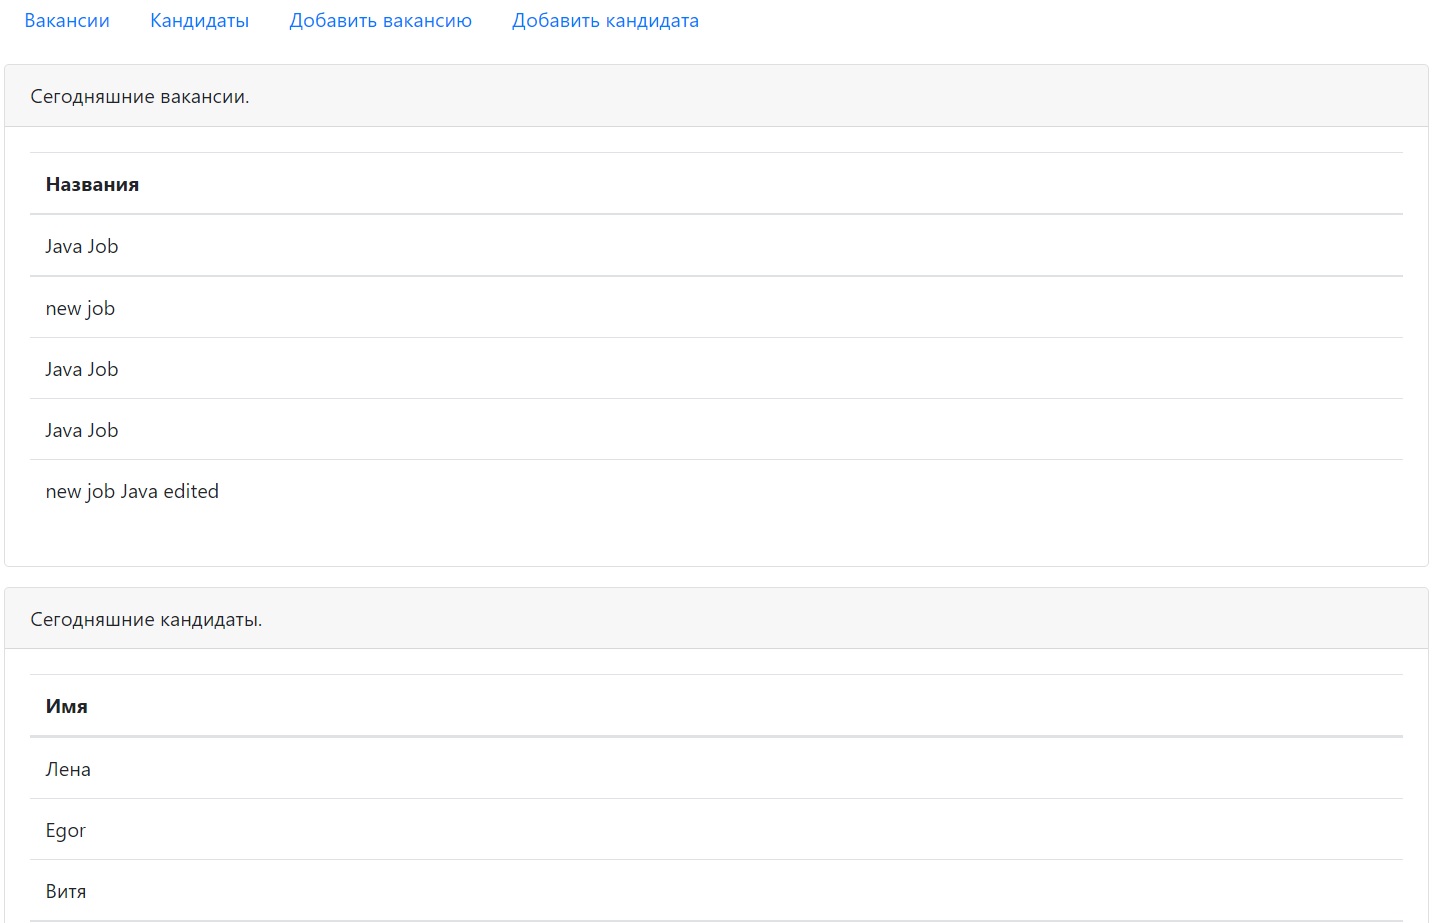 Вакансии Кандидаты Добавить вакансию Добавить кандидата
Сегодняшние вакансии.
Названия
Java Job
new job
Java Job
Java Job
new job Java edited
Сегодняшние кандидаты.
Имя
Лена
Egor
Витя